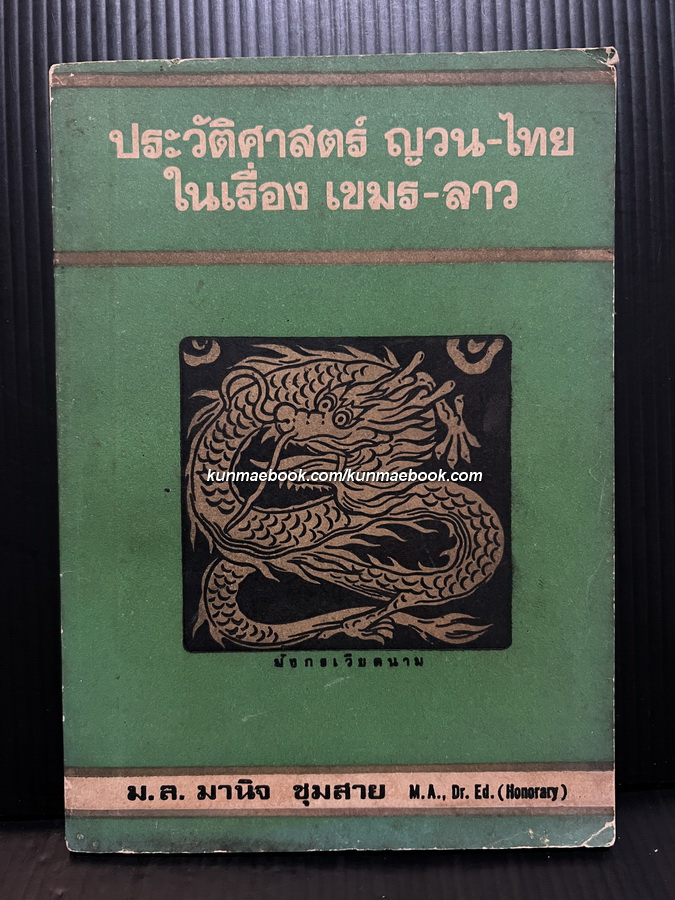 ประวัติศาสตร์ ญวน-ไทย
ในเรื่อง เขมร-ลาว
kunmaebook.com/kunmaebook.com
มังกรเวียดนาม
ม.ล. มานิจ ชุมสาย M.A., Dr. Ed. (Honorary)